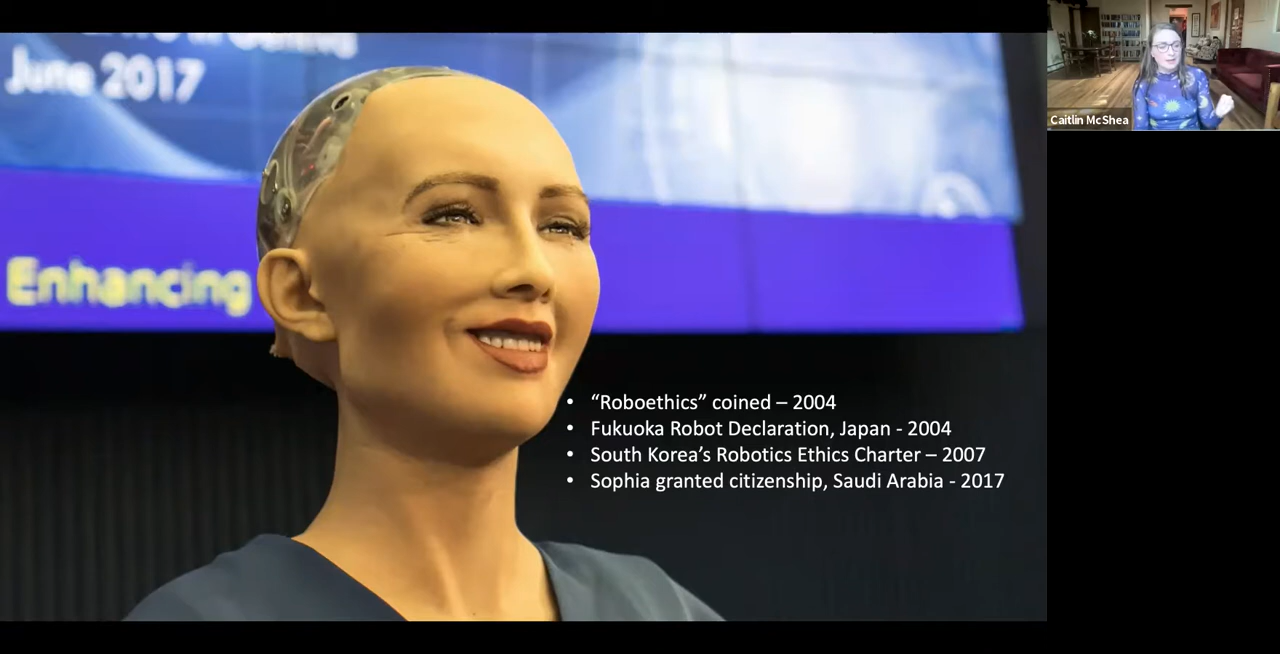 June 2017
Enhancing
• “Roboethics” coined – 2004
• Fukuoka Robot Declaration, Japan - 2004
• South Korea’s Robotics Ethics Charter – 2007
• Sophia granted citizenship, Saudi Arabia - 2017
Caitlin McShea